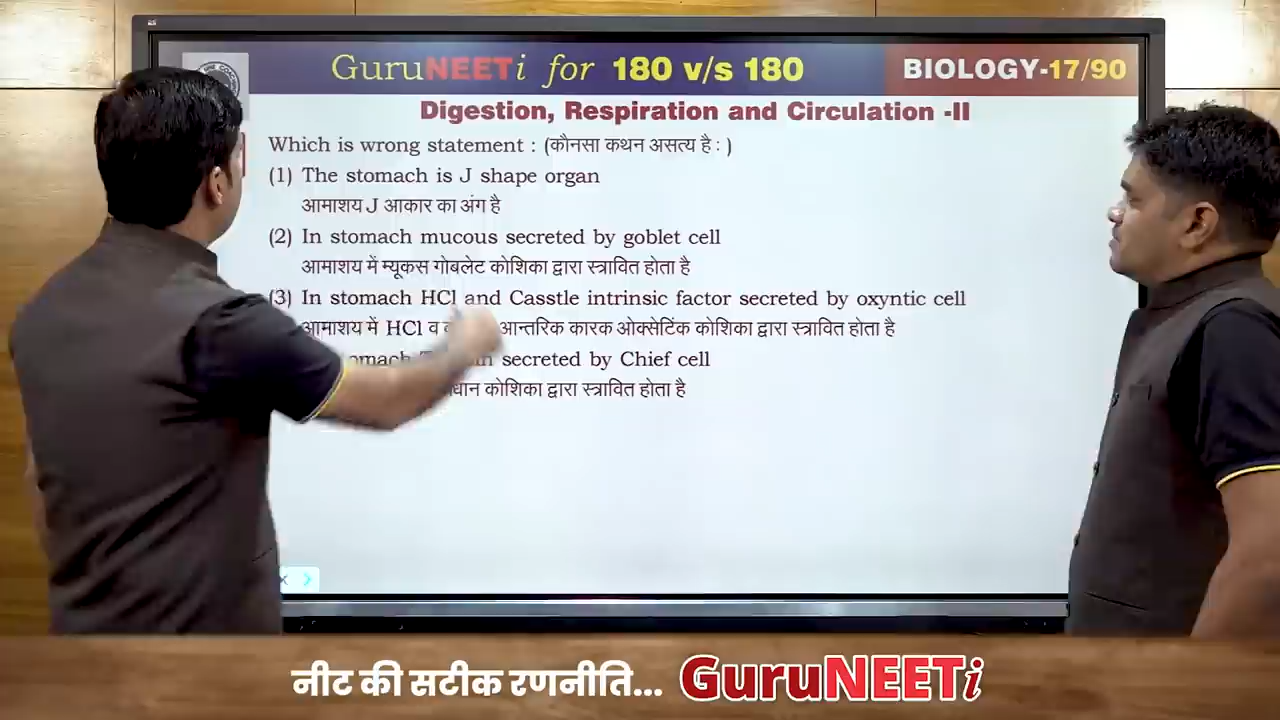 GuruNEETi for 180 v/s 180
BIOLOGY-17/90
Digestion, Respiration and Circulation -II
Which is wrong statement : (कौनसा कथन असत्य है : )
(1) The stomach is J shape organ
आमाशय J आकार का अंग है
(2) In stomach mucous secreted by goblet cell
आमाशय में म्यूकस गोबलेट कोशिका द्वारा स्त्रावित होता है
(3) In stomach HCl and Casstle intrinsic factor secreted by oxyntic cell
आमाशय में HCl व आन्तरिक कारक ओक्सेटिंक कोशिका द्वारा स्त्रावित होता है
secreted by Chief cell
कोशिका द्वारा स्त्रावित होता है
नीट की सटीक रणनीति... GuruNEETi